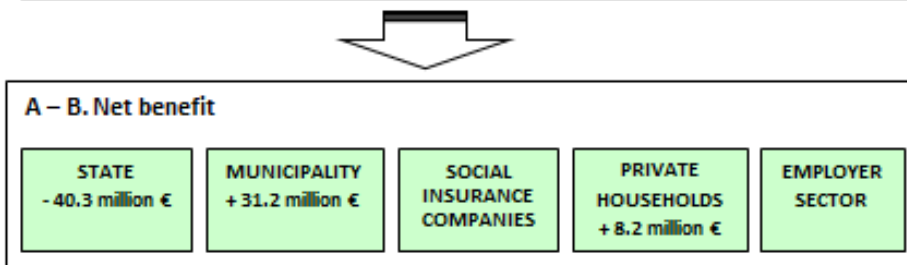 A – B. Net benefit
STATE
- 40.3 million €
MUNICIPALITY
+ 31.2 million €
SOCIAL
INSURANCE
COMPANIES
PRIVATE
HOUSEHOLDS
+ 8.2 million €
EMPLOYER
SECTOR